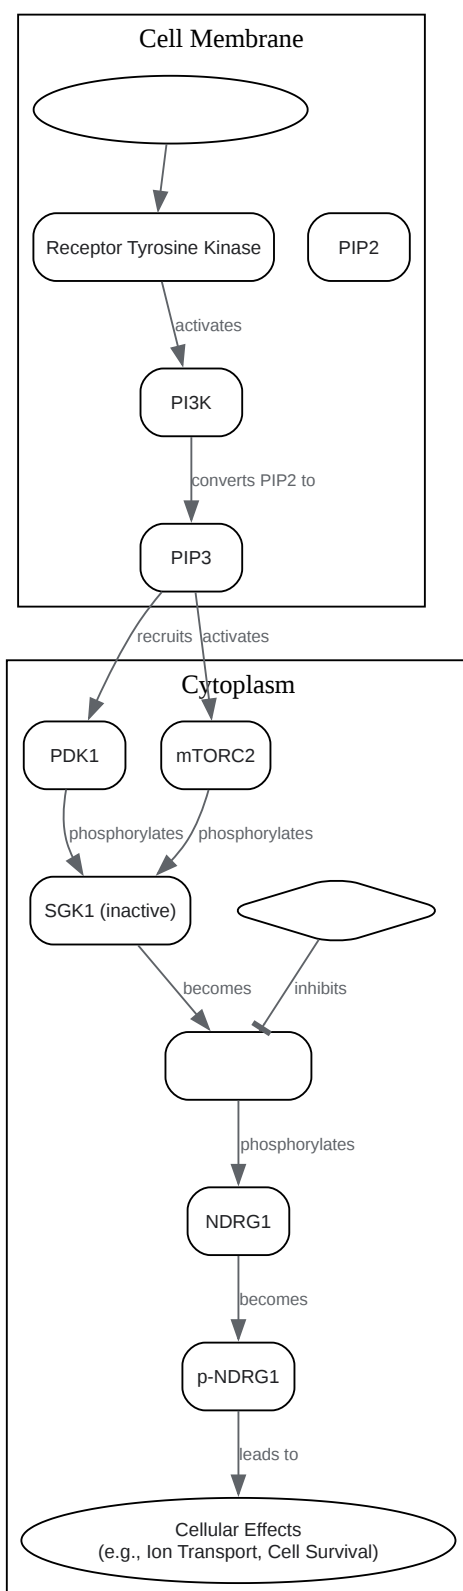 Cell Membrane
Receptor Tyrosine Kinase
PIP2
activates
PI3K
converts PIP2 to
PIP3
recruits
activates
Cytoplasm
PDK1
mTORC2
phosphorylates
phosphorylates
SGK1 (inactive)
becomes
inhibits
phosphorylates
NDRG1
becomes
p-NDRG1
leads to
Cellular Effects
(e.g., Ion Transport, Cell Survival)